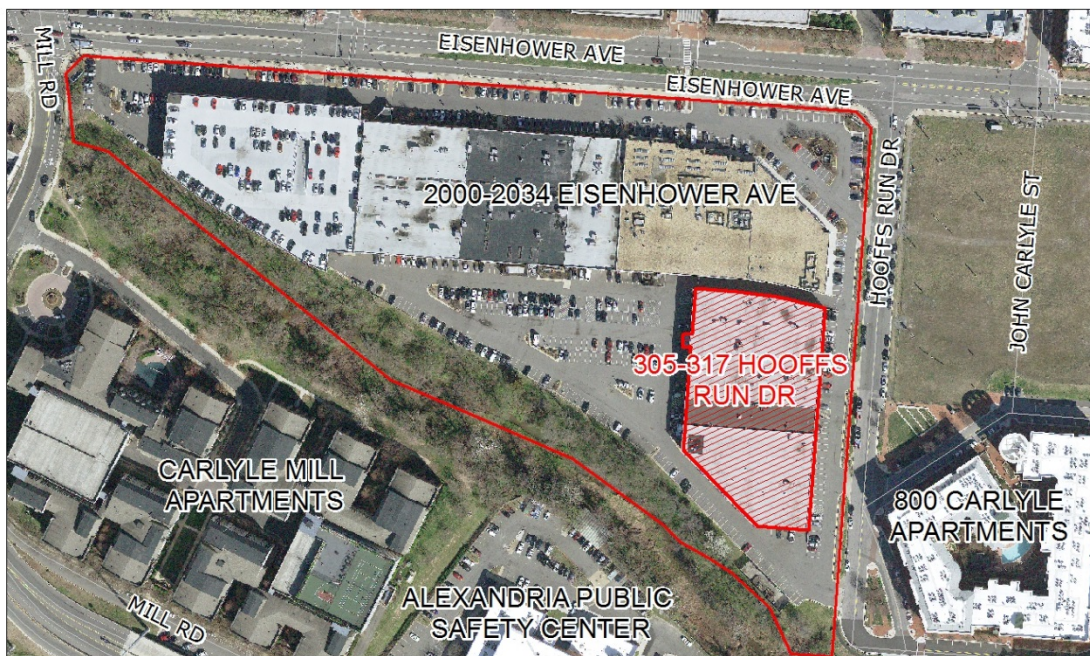 EISENHOWER AVE
EISENHOWER AVE
MILL RD
HOOFFS RUN DR
2000-2034 EISENHOWER AVE
JOHN CARLYLE ST
305-317 HOOFFS
RUN DR
CARLYLE MILL
APARTMENTS
800 CARLYLE
APARTMENTS
ALEXANDRIA PUBLIC
SAFETY CENTER
MILL RD